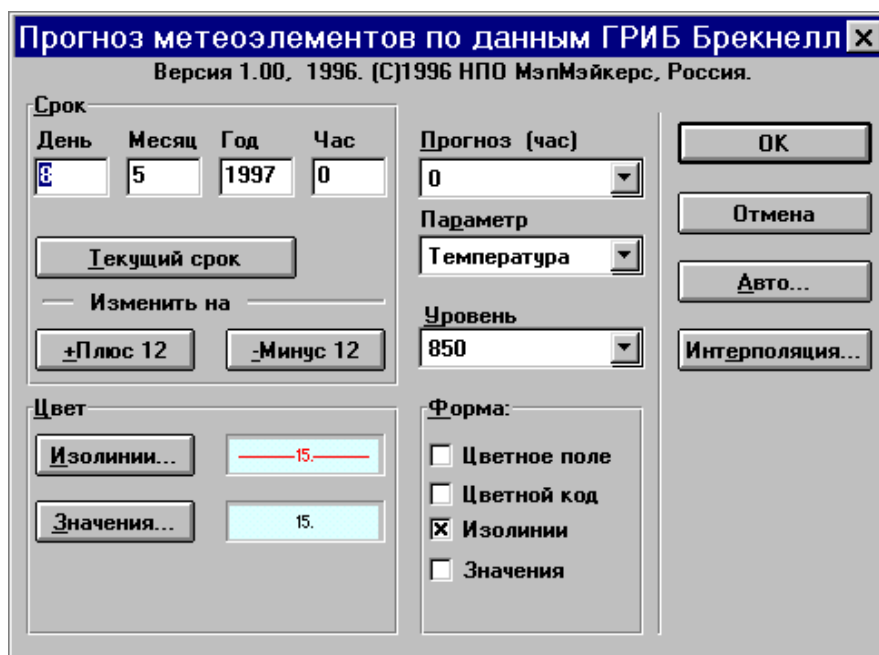 Прогноз метеоэлементов по данным ГРИБ Брекнелл
Версия 1.00, 1996. (C)1996 НПО МэпМэйкерс, Россия.
Срок
День Месяц Год Час
8 5 1997 0
Текущий срок
Изменить на
+Плюс 12 -Минус 12
Прогноз (час)
0
Параметр
Температура
Уровень
850
OK
Отмена
Авто...
Интерполяция...
Цвет
Изолинии... 15.
Значения... 15.
Форма:
Цветное поле
Цветной код
Изолинии
Значения